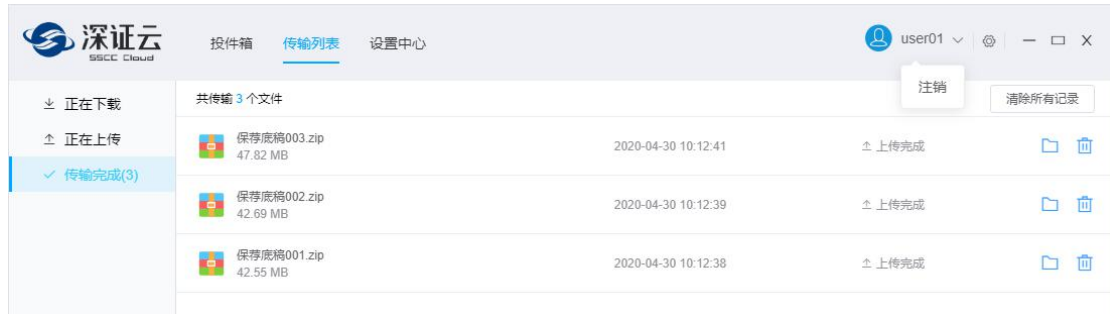 深证云
SSCC Cloud
投件箱 传输列表 设置中心
user01
注销
正在下载
正在上传
传输完成(3)
共传输 3 个文件
清除所有记录
保荐底稿003.zip
47.82 MB
2020-04-30 10:12:41
上传完成
保荐底稿002.zip
42.69 MB
2020-04-30 10:12:39
上传完成
保荐底稿001.zip
42.55 MB
2020-04-30 10:12:38
上传完成